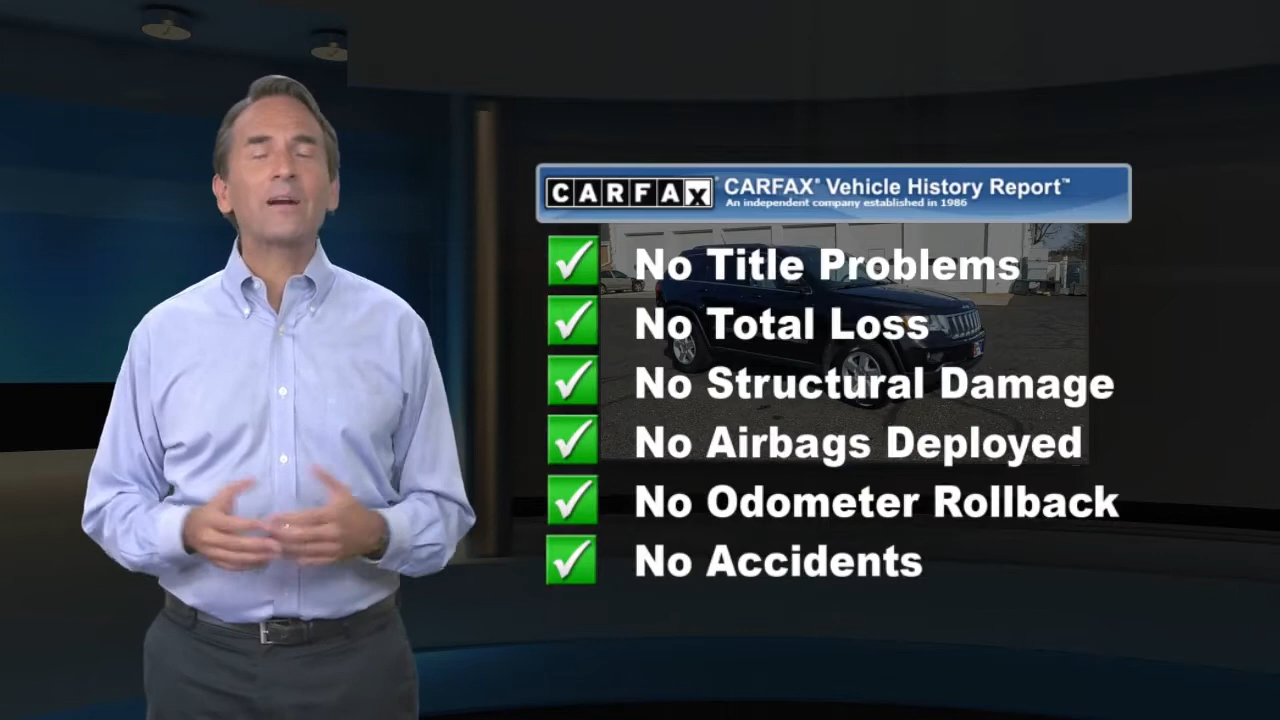 CARFAX CARFAX® Vehicle History Report™
An independent company established in 1986
No Title Problems
No Total Loss
No Structural Damage
No Airbags Deployed
No Odometer Rollback
No Accidents